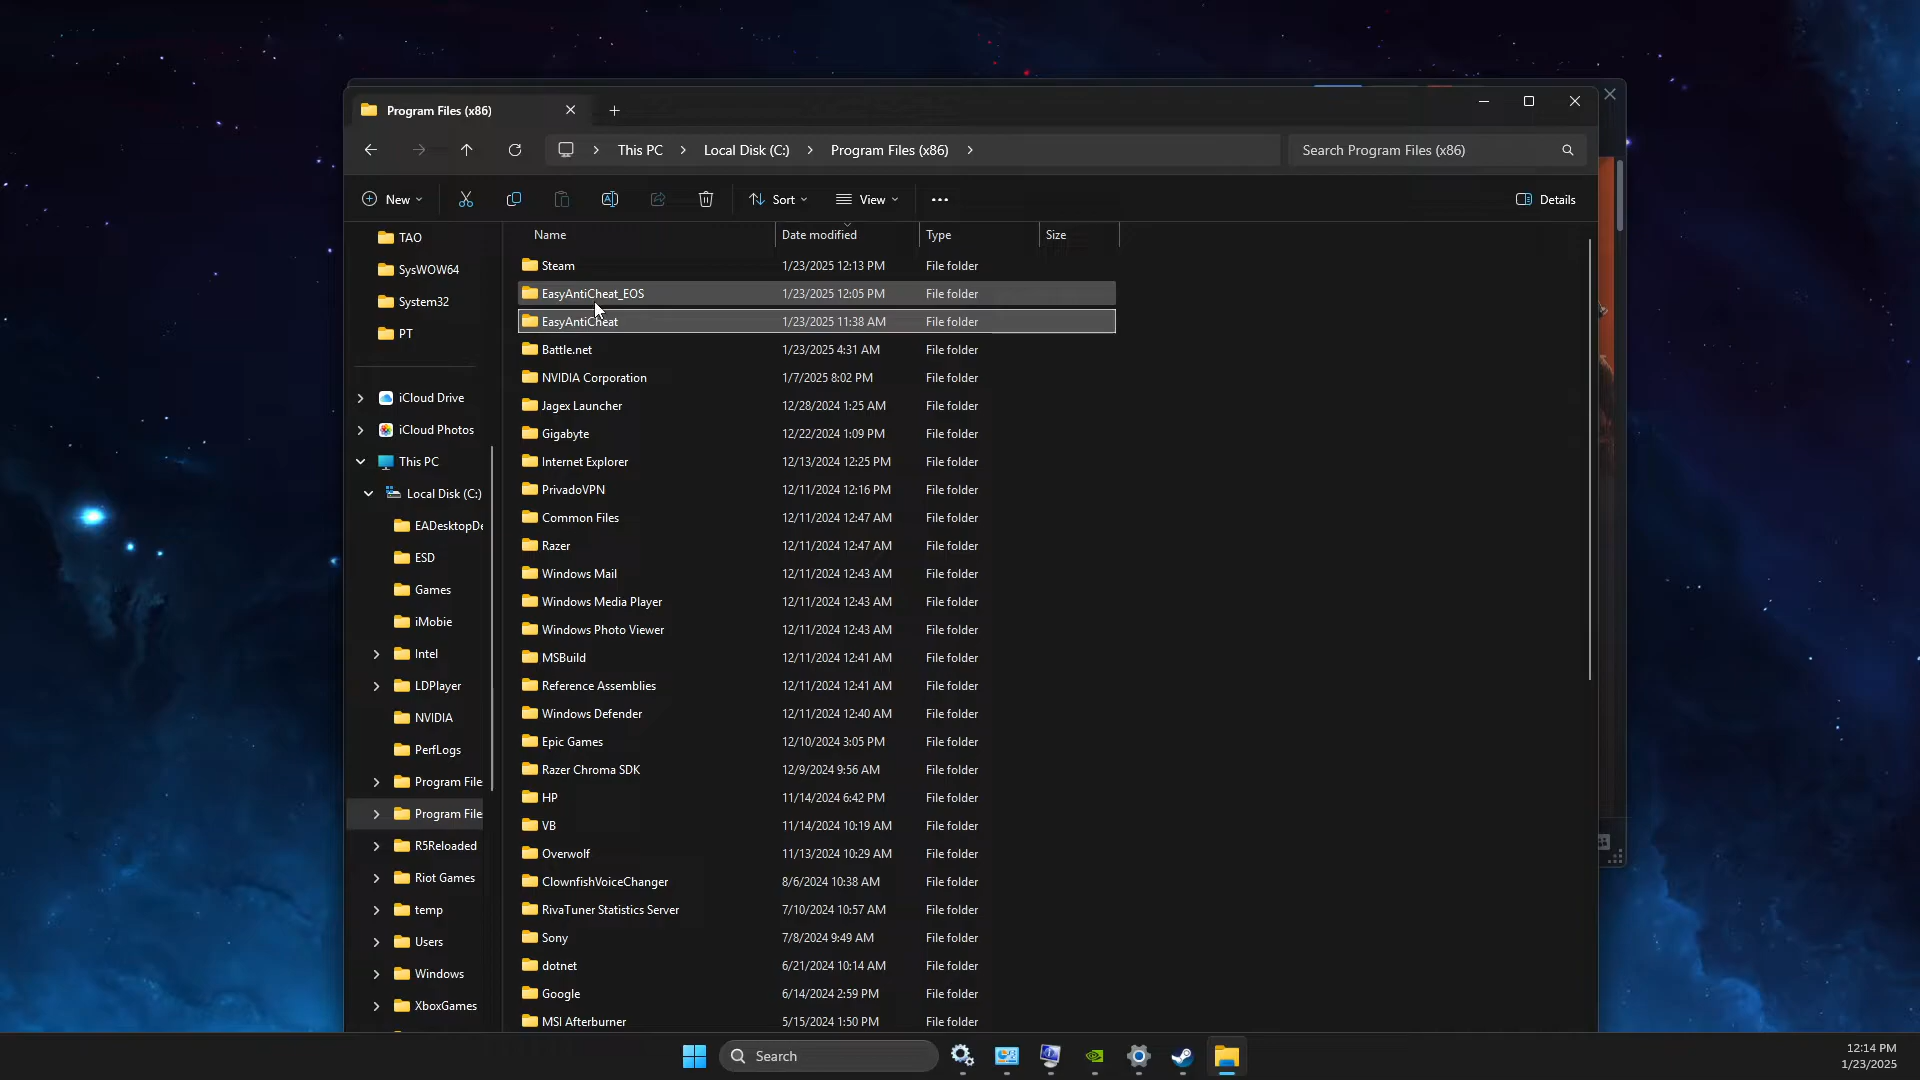 Program Files (x86)
This PC > Local Disk (C:) > Program Files (x86) >
Search Program Files (x86)
New
Sort
View
Details
TAO
SysWOW64
System32
PT
iCloud Drive
iCloud Photos
This PC
Local Disk (C:)
EADesktopDe
ESD
Games
iMobie
Intel
LDPlayer
NVIDIA
PerfLogs
Program File
Program File
R5Reloaded
Riot Games
temp
Users
Windows
XboxGames
Name Date modified Type Size
Steam 1/23/2025 12:13 PM File folder
EasyAntiCheat_EOS 1/23/2025 12:05 PM File folder
EasyAntiCheat 1/23/2025 11:38 AM File folder
Battle.net 1/23/2025 4:31 AM File folder
NVIDIA Corporation 1/7/2025 8:02 PM File folder
Jagex Launcher 12/28/2024 1:25 AM File folder
Gigabyte 12/22/2024 1:09 PM File folder
Internet Explorer 12/13/2024 12:25 PM File folder
PrivadoVPN 12/11/2024 12:16 PM File folder
Common Files 12/11/2024 12:47 AM File folder
Razer 12/11/2024 12:47 AM File folder
Windows Mail 12/11/2024 12:43 AM File folder
Windows Media Player 12/11/2024 12:43 AM File folder
Windows Photo Viewer 12/11/2024 12:43 AM File folder
MSBuild 12/11/2024 12:41 AM File folder
Reference Assemblies 12/11/2024 12:41 AM File folder
Windows Defender 12/11/2024 12:40 AM File folder
Epic Games 12/10/2024 3:05 PM File folder
Razer Chroma SDK 12/9/2024 9:56 AM File folder
HP 11/14/2024 6:42 PM File folder
VB 11/14/2024 10:19 AM File folder
Overwolf 11/13/2024 10:29 AM File folder
ClownfishVoiceChanger 8/6/2024 10:38 AM File folder
RivaTuner Statistics Server 7/10/2024 10:57 AM File folder
Sony 7/8/2024 9:49 AM File folder
dotnet 6/21/2024 10:14 AM File folder
Google 6/14/2024 2:59 PM File folder
MSI Afterburner 5/15/2024 1:50 PM File folder
Search
12:14 PM
1/23/2025